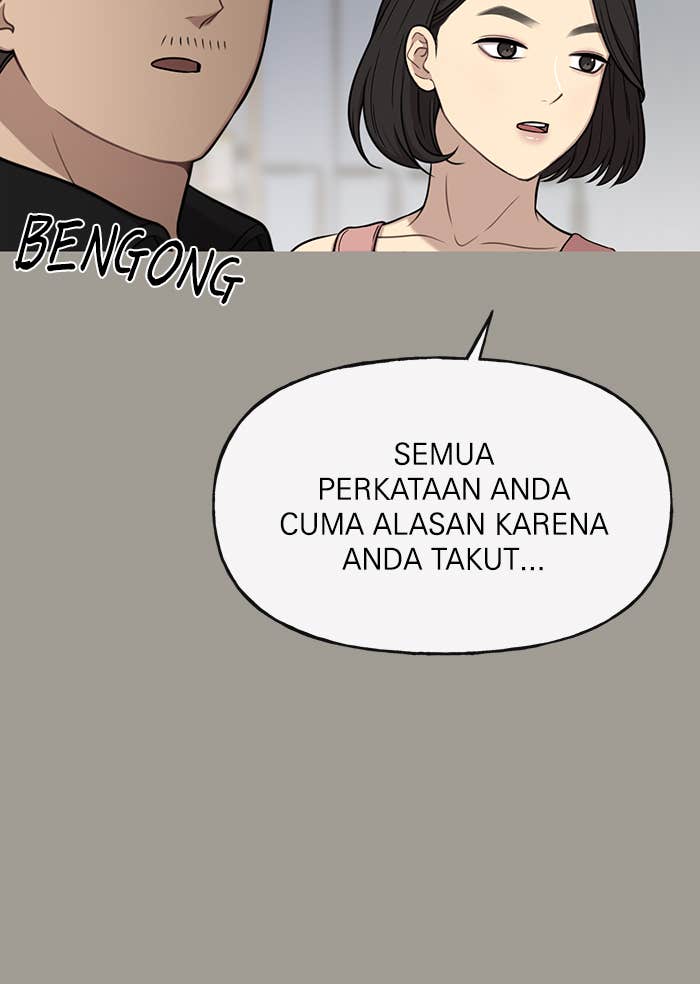 BENGONG
SEMUA
PERKATAAN ANDA
CUMA ALASAN KARENA
ANDA TAKUT...